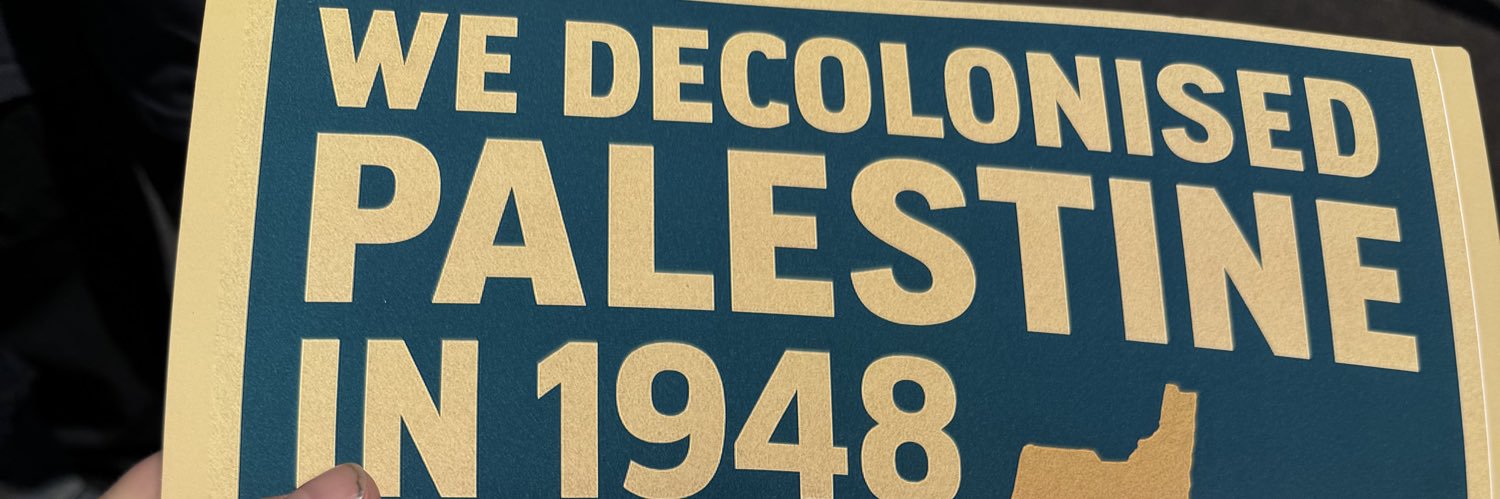 WE DECOLONISED
PALESTINE
IN 1948